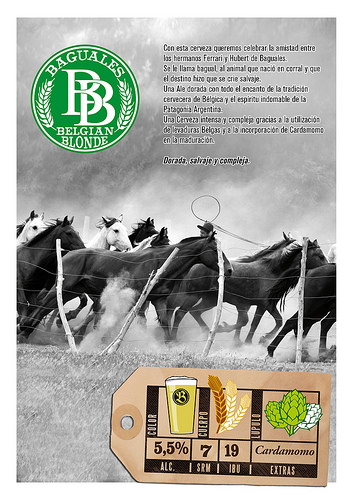 BAGUALES
BB
BELGIAN
BLONDE
Con esta cerveza queremos celebrar la amistad entre
los hermanos Ferrari y Hubert de Baguales.
Se le llama bagual, al animal que nació en corral y que
el destino hizo que se crie salvaje.
Una Ale dorada con todo el encanto de la tradición
cervecera de Bélgica y el espíritu indomable de la
Patagonia Argentina.
Una Cerveza intensa y compleja gracias a la utilización
de levaduras Belgas y a la incorporación de Cardamomo
en la maduración.
Dorada, salvaje y compleja.
COLOR
CUERPO
LUPULO
B
5,5% 7 19 Cardamomo
ALC. SRM IBU EXTRAS